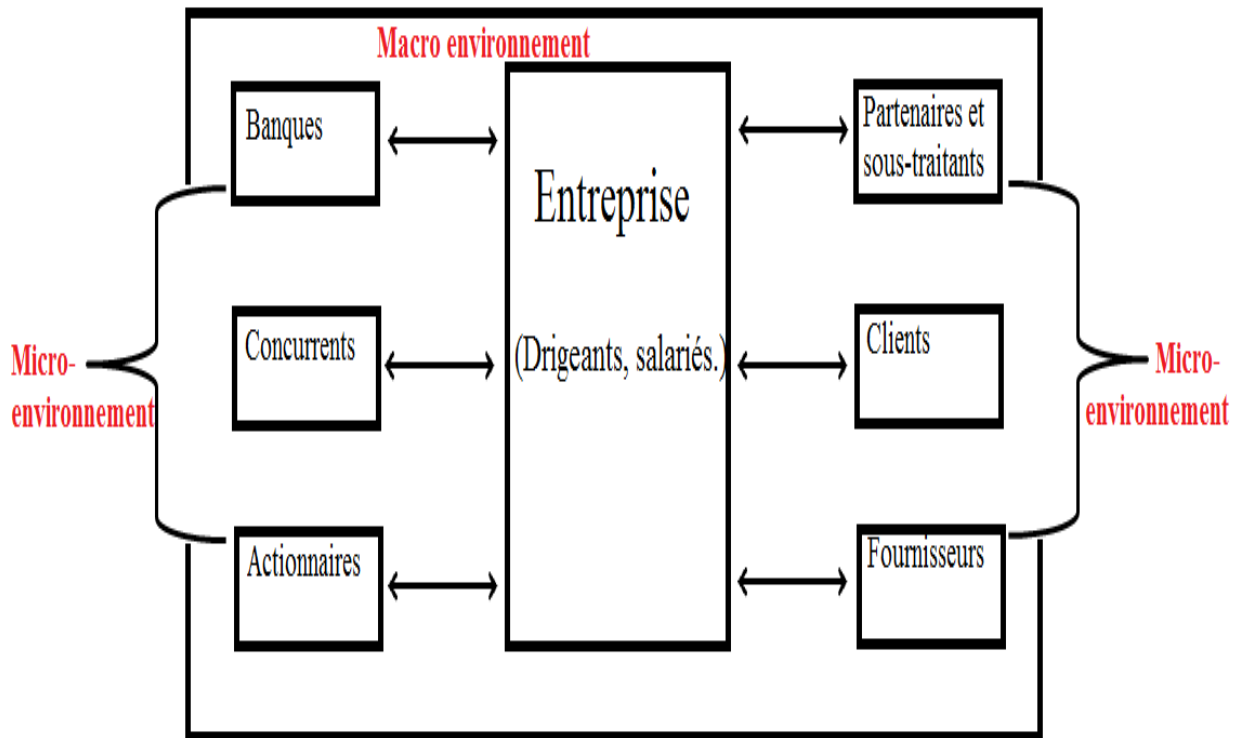 Macro environnement
Banques
Partenaires et
sous-traitants
Entreprise
Concurrents
(Drigeants, salariés.)
Clients
Micro-
environnement
Micro-
environnement
Actionnaires
Fournisseurs